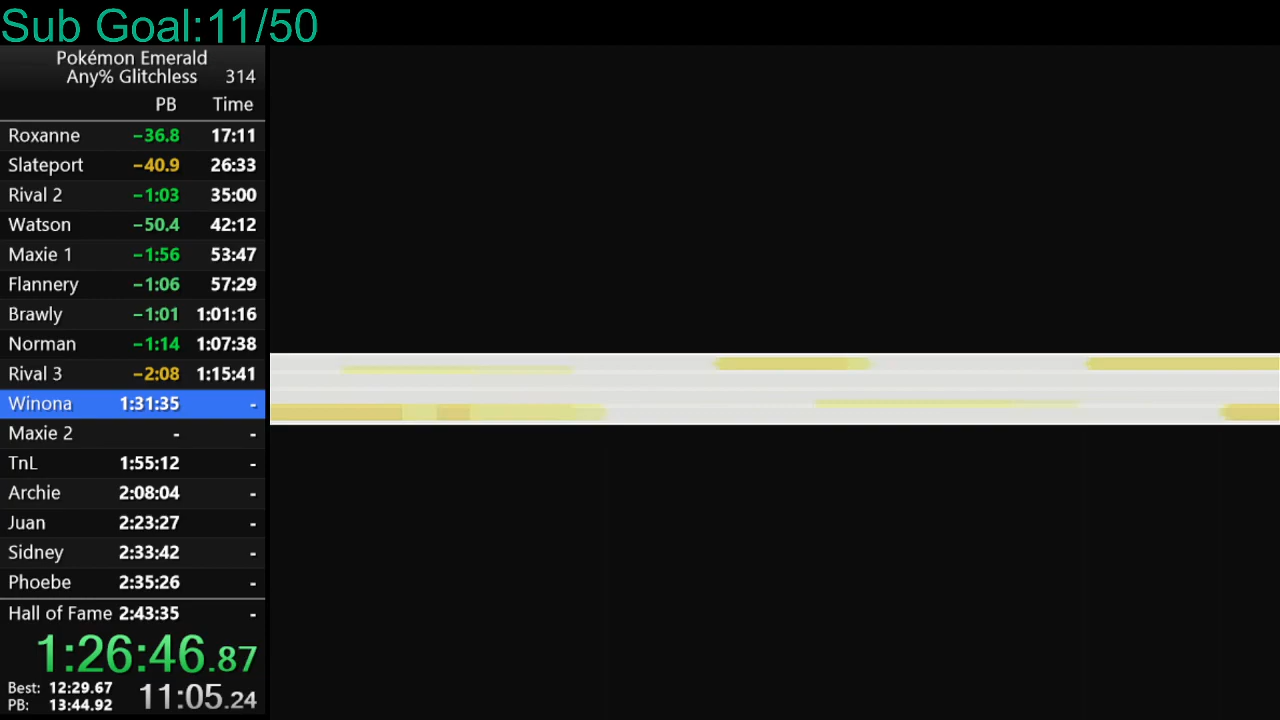 Sub Goal:11/50
Pokémon Emerald
Any% Glitchless 314
PB Time
Roxanne -36.8 17:11
Slateport -40.9 26:33
Rival 2 -1:03 35:00
Watson -50.4 42:12
Maxie 1 -1:56 53:47
Flannery -1:06 57:29
Brawly -1:01 1:01:16
Norman -1:14 1:07:38
Rival 3 -2:08 1:15:41
Winona 1:31:35 -
Maxie 2 - -
TnL 1:55:12 -
Archie 2:08:04 -
Juan 2:23:27 -
Sidney 2:33:42 -
Phoebe 2:35:26 -
Hall of Fame 2:43:35 -
1:26:46.87
Best: 12:29.67 11:05.24
PB: 13:44.92